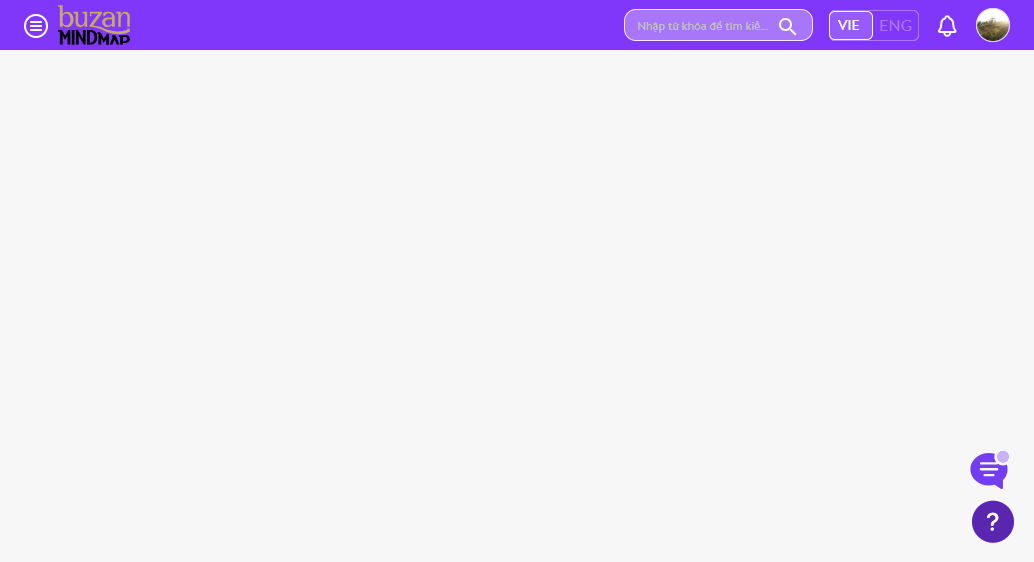 buzan
MINDMAP
Nhập từ khóa để tìm kiế...
VIE
ENG
?